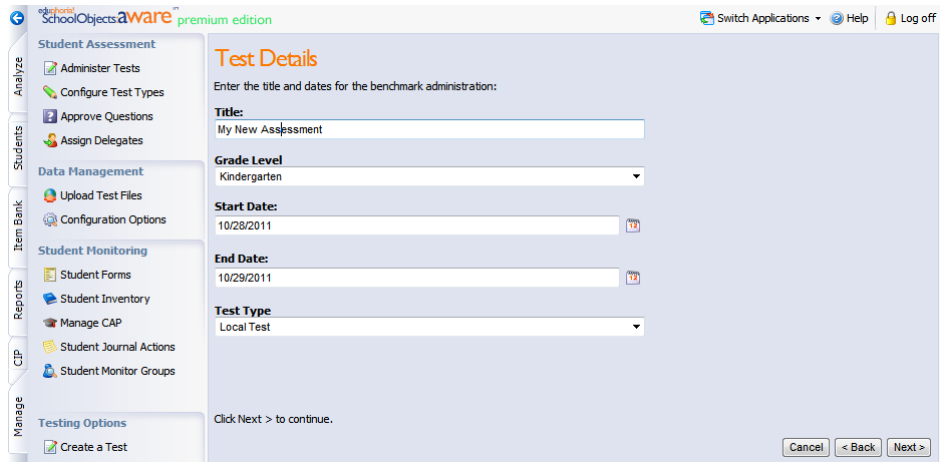 eduphoria!
SchoolObjects:aware™ premium edition
Switch Applications
Help
Log off
Analyze
Students
Item Bank
Reports
CIP
Manage
Student Assessment
Administer Tests
Configure Test Types
Approve Questions
Assign Delegates
Data Management
Upload Test Files
Configuration Options
Student Monitoring
Student Forms
Student Inventory
Manage CAP
Student Journal Actions
Student Monitor Groups
Testing Options
Create a Test
Test Details
Enter the title and dates for the benchmark administration:
Title:
My New Assessment
Grade Level
Kindergarten
Start Date:
10/28/2011
12
End Date:
10/29/2011
12
Test Type
Local Test
Click Next > to continue.
Cancel
< Back
Next >